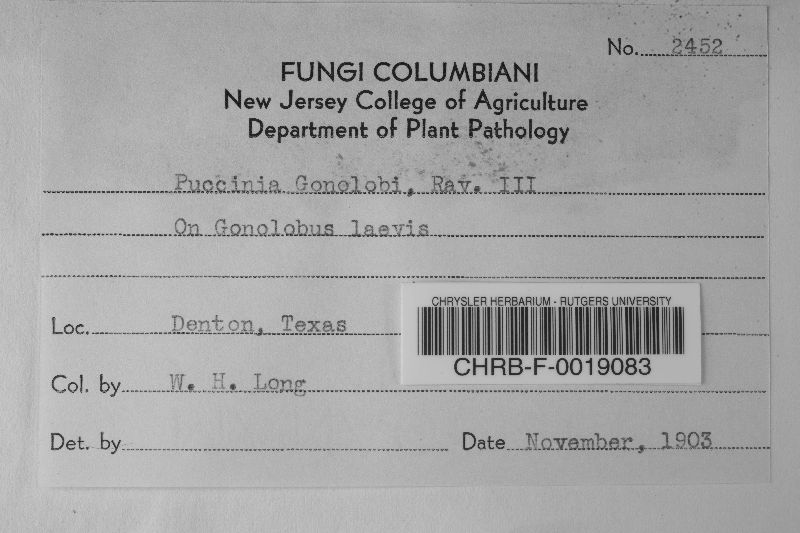 No. 2452
FUNGI COLUMBIANI
New Jersey College of Agriculture
Department of Plant Pathology
Puccinia Gonolobi, Rav. III
On Gonolobus laevis
Loc. Denton, Texas
CHRYSLER HERBARIUM - RUTGERS UNIVERSITY
CHRB-F-0019083
Col. by W. H. Long
Det. by
Date November, 1903